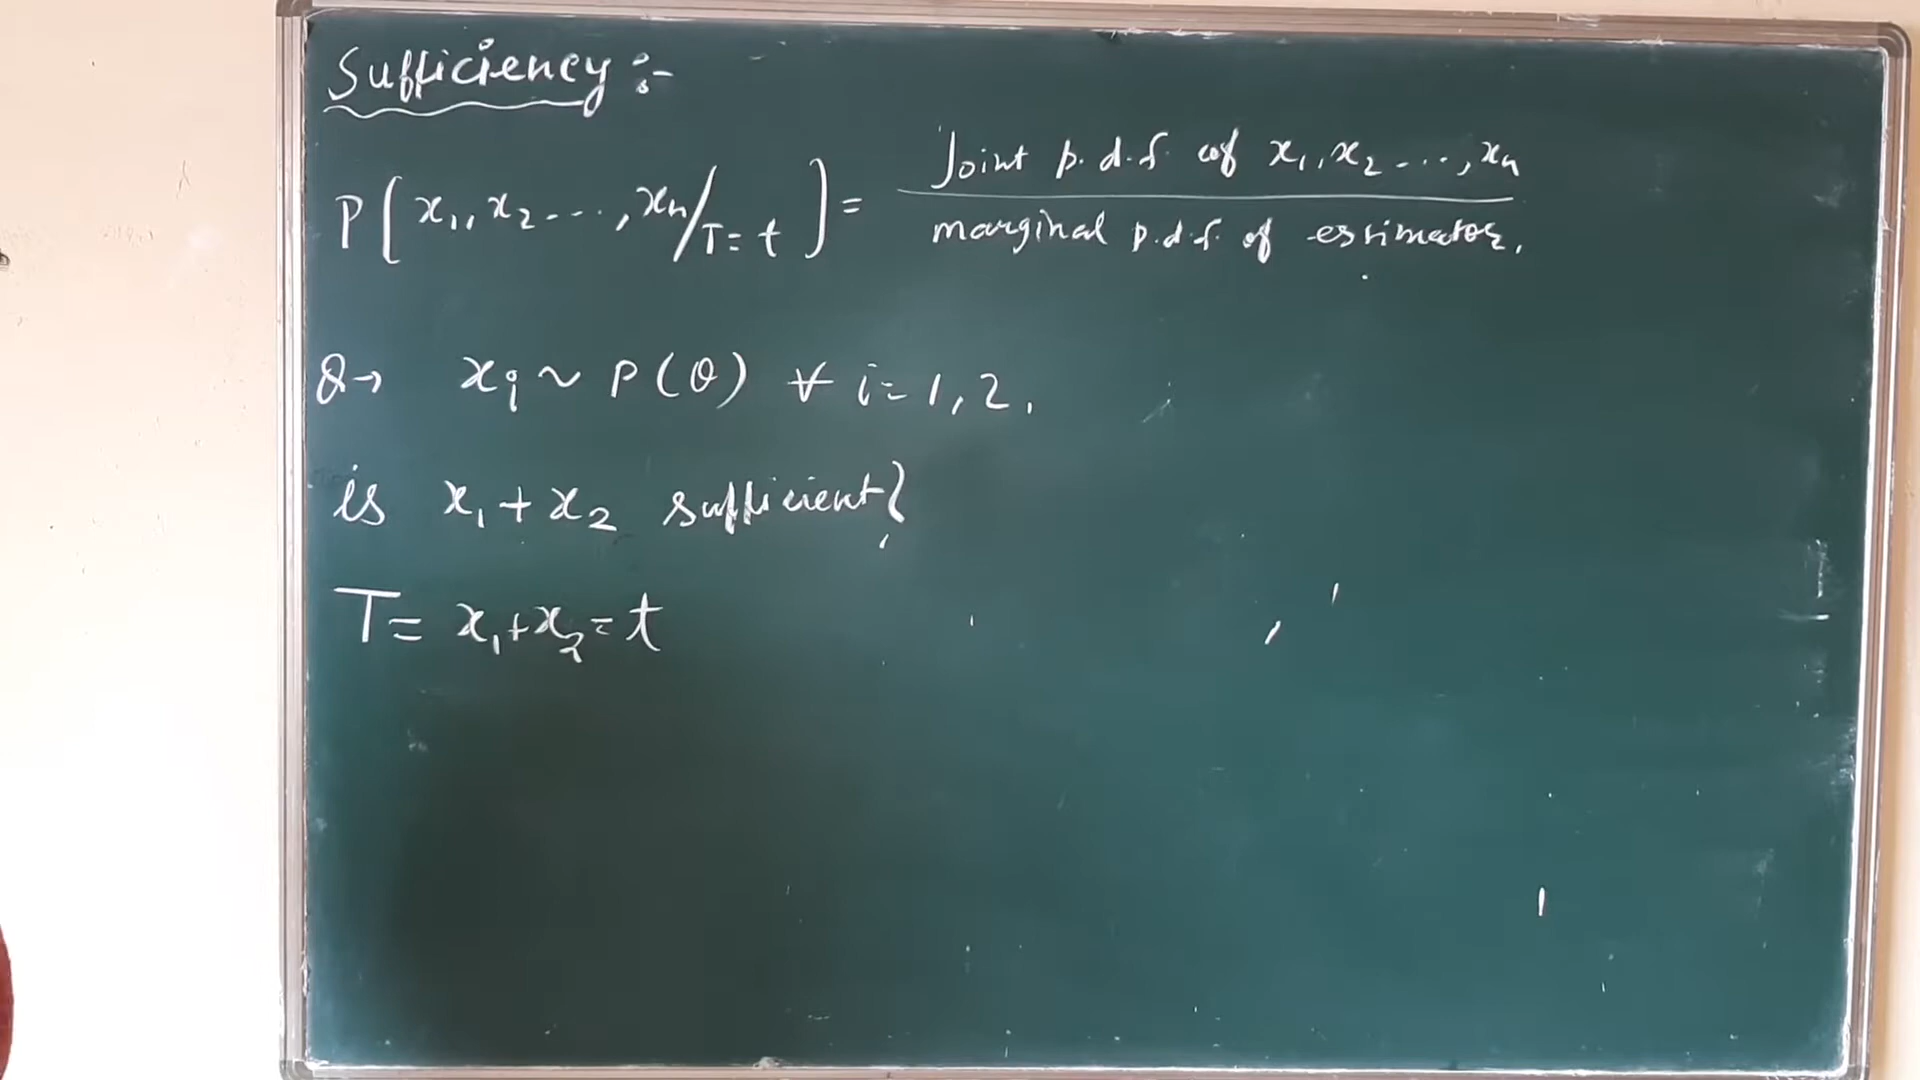 Sufficiency :-
P[x₁, x₂ ---, xₙ/T=t] = Joint p.d.f. of x₁, x₂ ---, xₙ
marginal p.d.f. of estimator.
Q→ xᵢ ~ P(θ) ∀ i=1,2.
is x₁+x₂ sufficient?
T= x₁+x₂=t